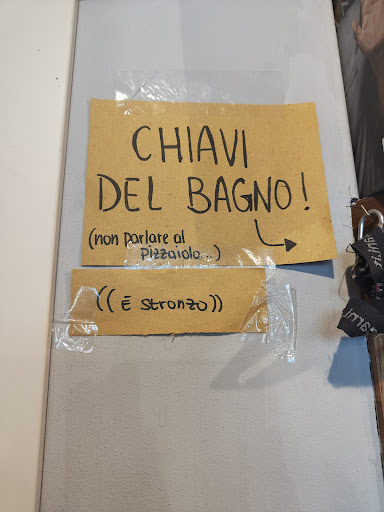 CHIAVI
DEL BAGNO!
(non parlare al
pizzaiolo...)
((È stronzo))